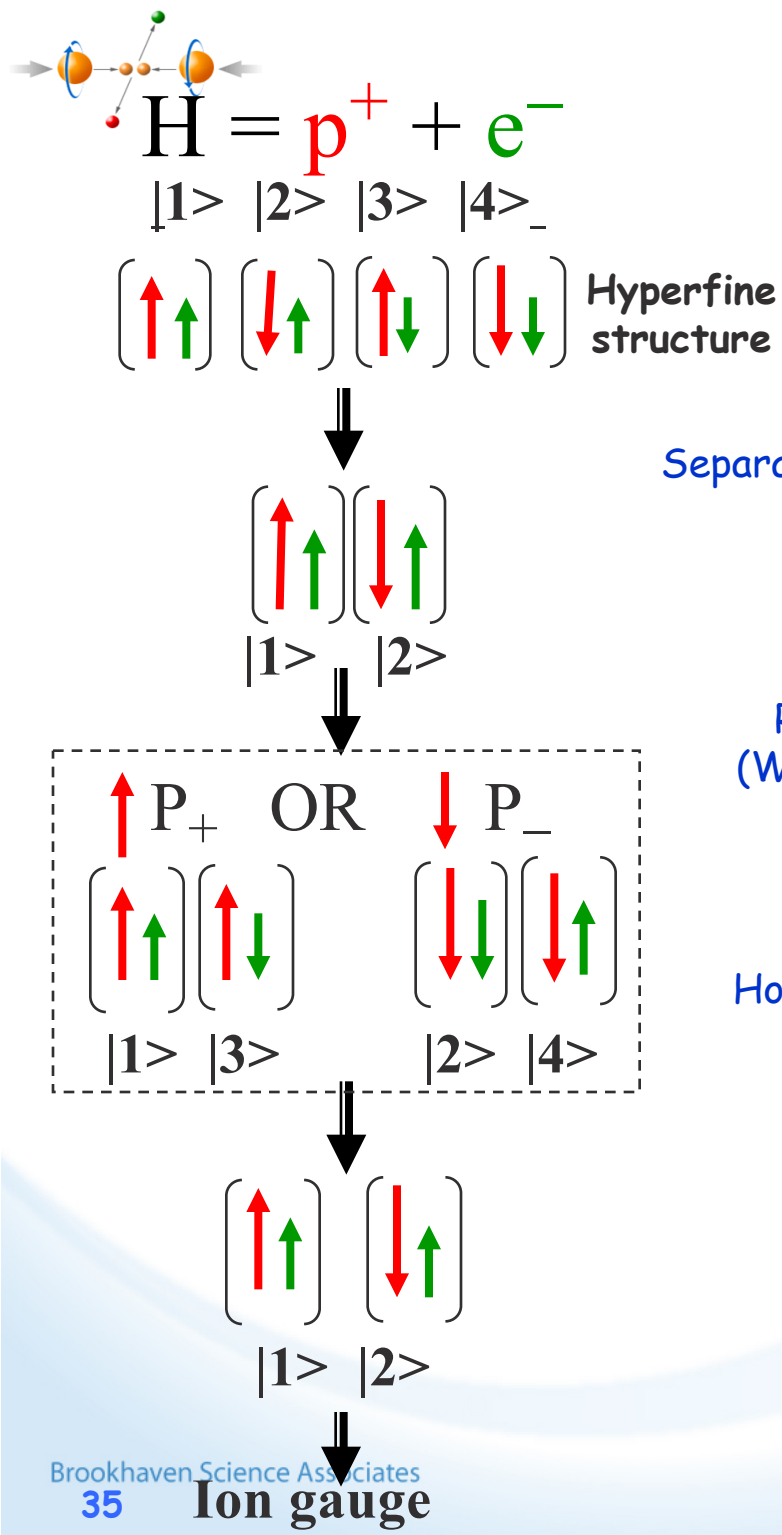 H = p⁺ + e⁻
|1> |2> |3> |4>
Hyperfine
structure
Separa
|1> |2>
P₊ OR P₋
(W
|1> |3> |2> |4>
Ho
|1> |2>
Brookhaven Science Associates
35 Ion gauge